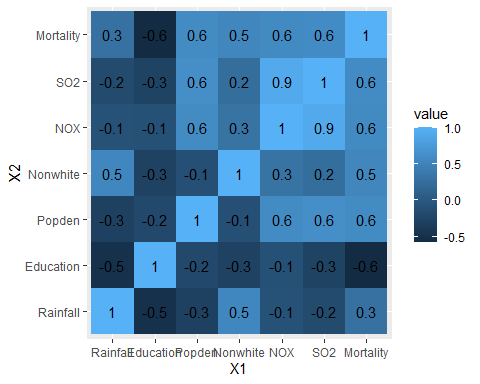 Mortality 0.3 -0.6 0.6 0.5 0.6 0.6 1
SO2 -0.2 -0.3 0.6 0.2 0.9 1 0.6
NOX -0.1 -0.1 0.6 0.3 1 0.9 0.6
Nonwhite 0.5 -0.3 -0.1 1 0.3 0.2 0.5
Popden -0.3 -0.2 1 -0.1 0.6 0.6 0.6
Education -0.5 1 -0.2 -0.3 -0.1 -0.3 -0.6
Rainfall 1 -0.5 -0.3 0.5 -0.1 -0.2 0.3
Rainfall Education Popden Nonwhite NOX SO2 Mortality
X1
X2
value
1.0
0.5
0.0
-0.5